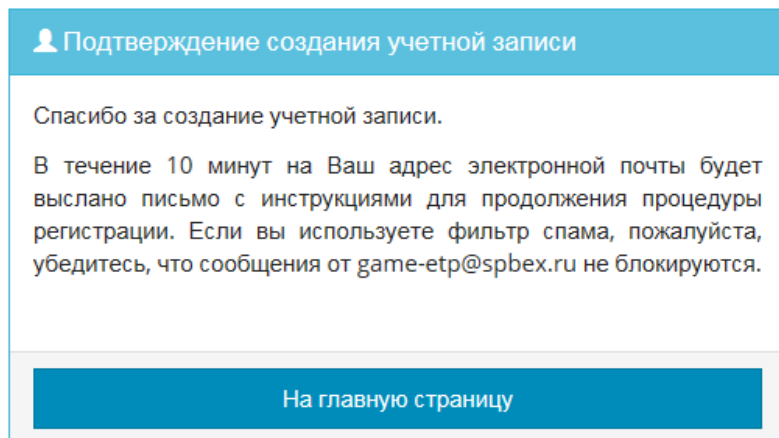 Подтверждение создания учетной записи
Спасибо за создание учетной записи.
В течение 10 минут на Ваш адрес электронной почты будет
выслано письмо с инструкциями для продолжения процедуры
регистрации. Если вы используете фильтр спама, пожалуйста,
убедитесь, что сообщения от game-etp@spbex.ru не блокируются.
На главную страницу